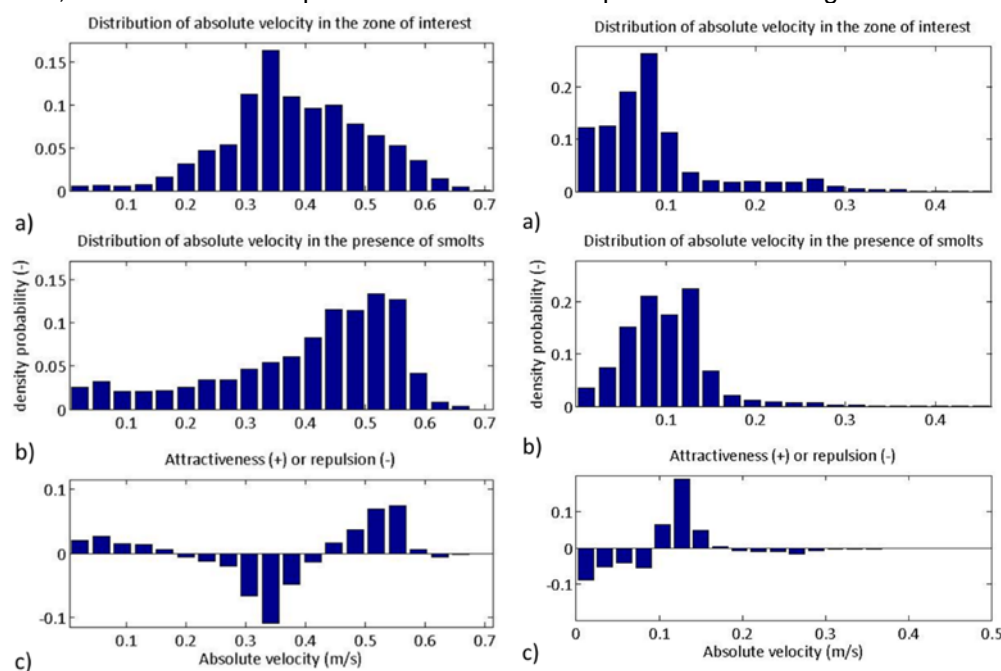 Distribution of absolute velocity in the zone of interest
0.15
0.1
0.05
0
0.1 0.2 0.3 0.4 0.5 0.6 0.7
a)
Distribution of absolute velocity in the presence of smolts
density probability (-)
0.15
0.1
0.05
0
0.1 0.2 0.3 0.4 0.5 0.6 0.7
b)
Attractiveness (+) or repulsion (-)
0.1
0
-0.1
0.1 0.2 0.3 0.4 0.5 0.6 0.7
Absolute velocity (m/s)
c)
Distribution of absolute velocity in the zone of interest
0.2
0.1
0
0.1 0.2 0.3 0.4
a)
Distribution of absolute velocity in the presence of smolts
density probability (-)
0.2
0.1
0
0.1 0.2 0.3 0.4
b)
Attractiveness (+) or repulsion (-)
0.1
0
-0.1
0 0.1 0.2 0.3 0.4 0.5
Absolute velocity (m/s)
c)